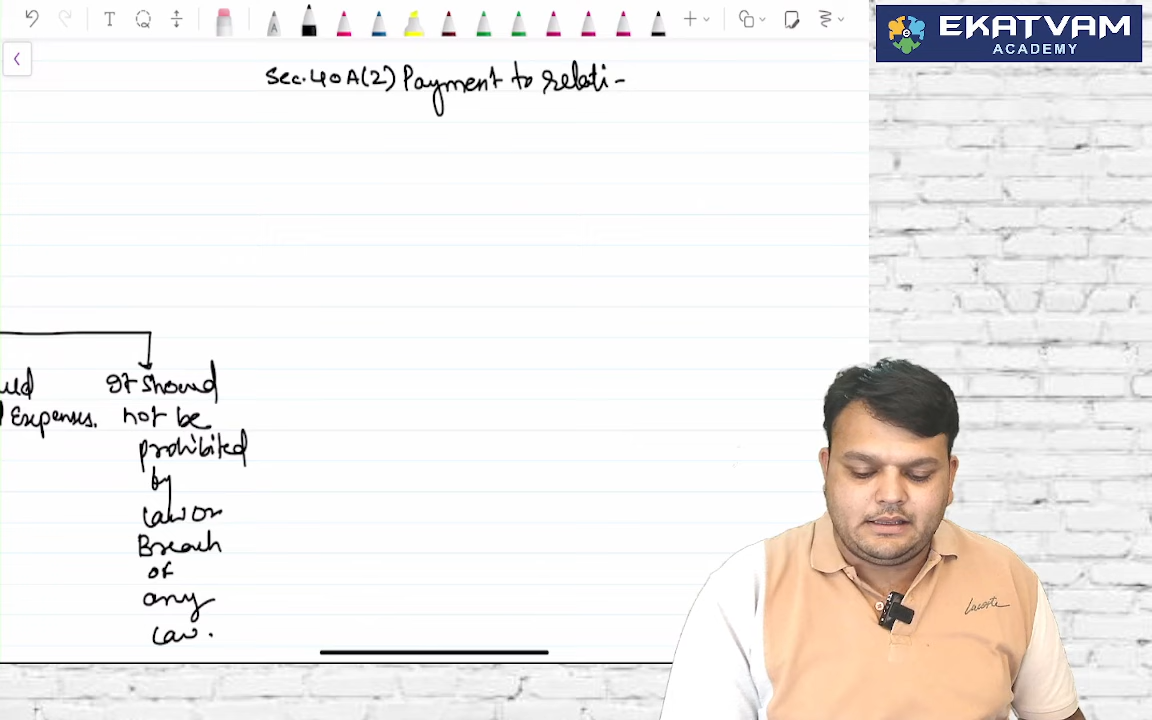 EKATVAM
ACADEMY
Sec. 40A(2) Payment to relati-
Expenses.
It should
not be
prohibited
by
law or
Breach
of
any
law.
Lacoste